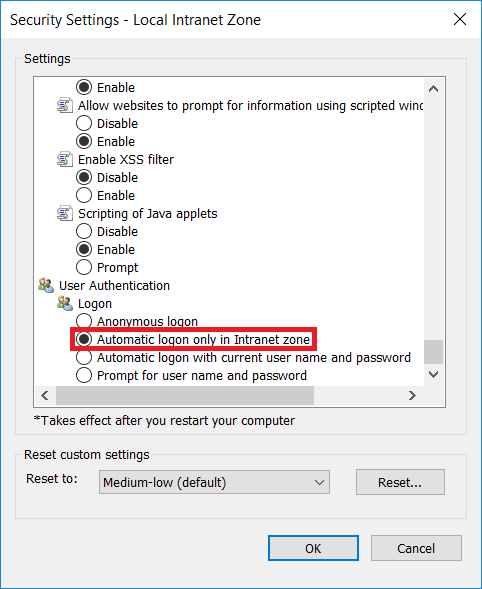 Security Settings - Local Intranet Zone
Settings
Enable
Allow websites to prompt for information using scripted
Disable
Enable
Enable XSS filter
Disable
Enable
Scripting of Java applets
Disable
Enable
Prompt
User Authentication
Logon
Anonymous logon
Automatic logon only in Intranet zone
Automatic logon with current user name and password
Prompt for user name and password
*Takes effect after you restart your computer
Reset custom settings
Reset to:
Medium-low (default)
Reset...
OK
Cancel